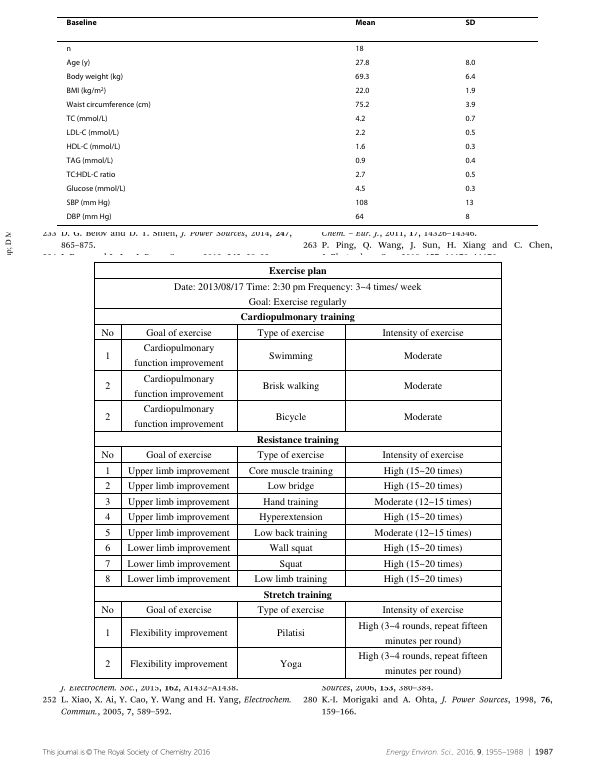 Baseline Mean SD
n 18
Age (y) 27.8 8.0
Body weight (kg) 69.3 6.4
BMI (kg/m²) 22.0 1.9
Waist circumference (cm) 75.2 3.9
TC (mmol/L) 4.2 0.7
LDL-C (mmol/L) 2.2 0.5
HDL-C (mmol/L) 1.6 0.3
TAG (mmol/L) 0.9 0.4
TC:HDL-C ratio 2.7 0.5
Glucose (mmol/L) 4.5 0.3
SBP (mm Hg) 108 13
DBP (mm Hg) 64 8
233 D. G. Belov and D. T. Shieh, J. Power Sources, 2014, 247,
865–875.
Chem. – Eur. J., 2011, 17, 14326–14346.
263 P. Ping, Q. Wang, J. Sun, H. Xiang and C. Chen,
Exercise plan
Date: 2013/08/17 Time: 2:30 pm Frequency: 3~4 times/ week
Goal: Exercise regularly
Cardiopulmonary training
No Goal of exercise Type of exercise Intensity of exercise
1 Cardiopulmonary function improvement Swimming Moderate
2 Cardiopulmonary function improvement Brisk walking Moderate
2 Cardiopulmonary function improvement Bicycle Moderate
Resistance training
No Goal of exercise Type of exercise Intensity of exercise
1 Upper limb improvement Core muscle training High (15~20 times)
2 Upper limb improvement Low bridge High (15~20 times)
3 Upper limb improvement Hand training Moderate (12~15 times)
4 Upper limb improvement Hyperextension High (15~20 times)
5 Upper limb improvement Low back training Moderate (12~15 times)
6 Lower limb improvement Wall squat High (15~20 times)
7 Lower limb improvement Squat High (15~20 times)
8 Lower limb improvement Low limb training High (15~20 times)
Stretch training
No Goal of exercise Type of exercise Intensity of exercise
1 Flexibility improvement Pilatisi High (3~4 rounds, repeat fifteen minutes per round)
2 Flexibility improvement Yoga High (3~4 rounds, repeat fifteen minutes per round)
J. Electrochem. Soc., 2015, 162, A1432–A1438.
252 L. Xiao, X. Ai, Y. Cao, Y. Wang and H. Yang, Electrochem.
Commun., 2005, 7, 589–592.
Sources, 2006, 153, 380–384.
280 K.-I. Morigaki and A. Ohta, J. Power Sources, 1998, 76,
159–166.
This journal is © The Royal Society of Chemistry 2016
Energy Environ. Sci., 2016, 9, 1955–1988 | 1987